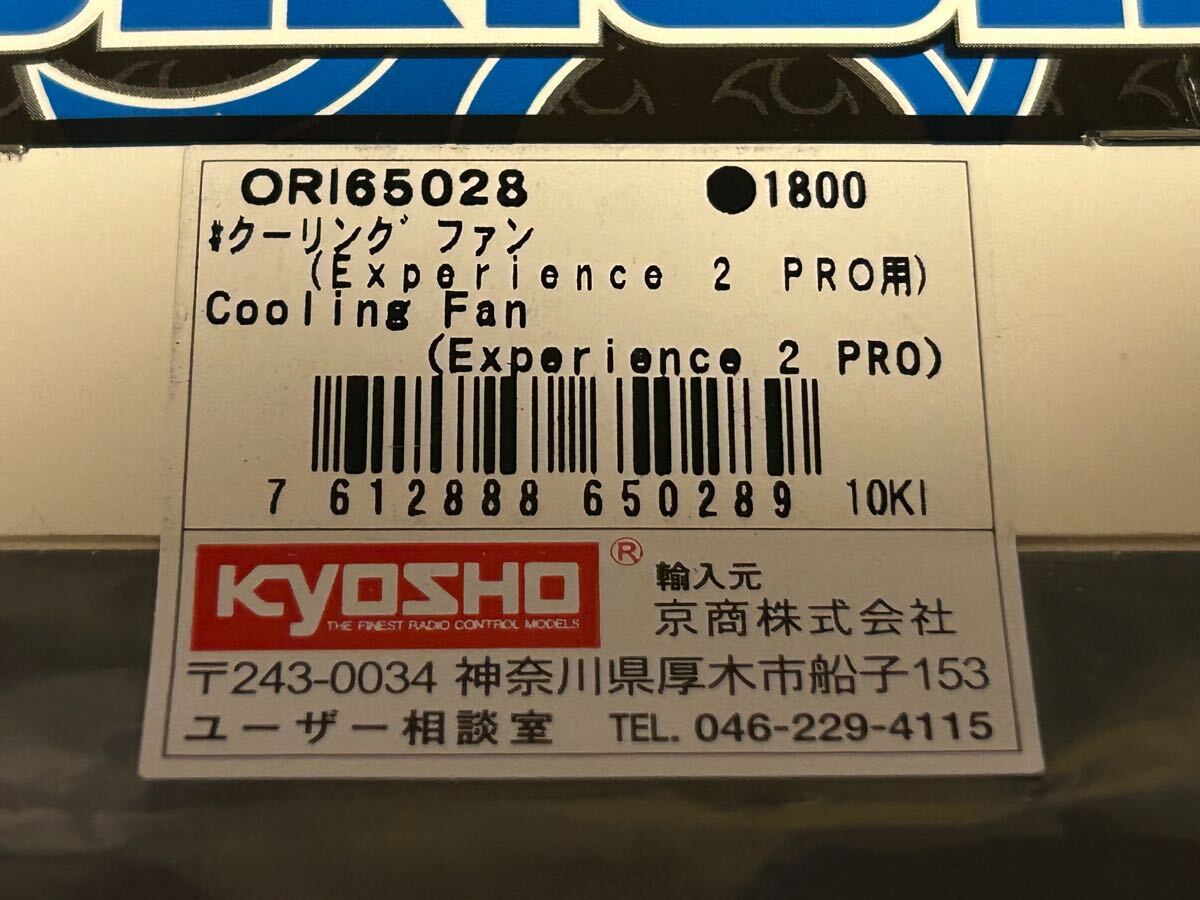 ORI65028 ●1800
#クーリング ファン
(Experience 2 PRO用)
Cooling Fan
(Experience 2 PRO)
7 612888 650289 10KI
KYOSHO ®
THE FINEST RADIO CONTROL MODELS
輸入元
京商株式会社
〒243-0034 神奈川県厚木市船子153
ユーザー相談室 TEL. 046-229-4115